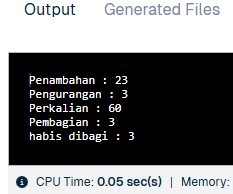 Output Generated Files
Penambahan : 23
Pengurangan : 3
Perkalian : 60
Pembagian : 3
habis dibagi : 3
CPU Time: 0.05 sec(s) | Memory: